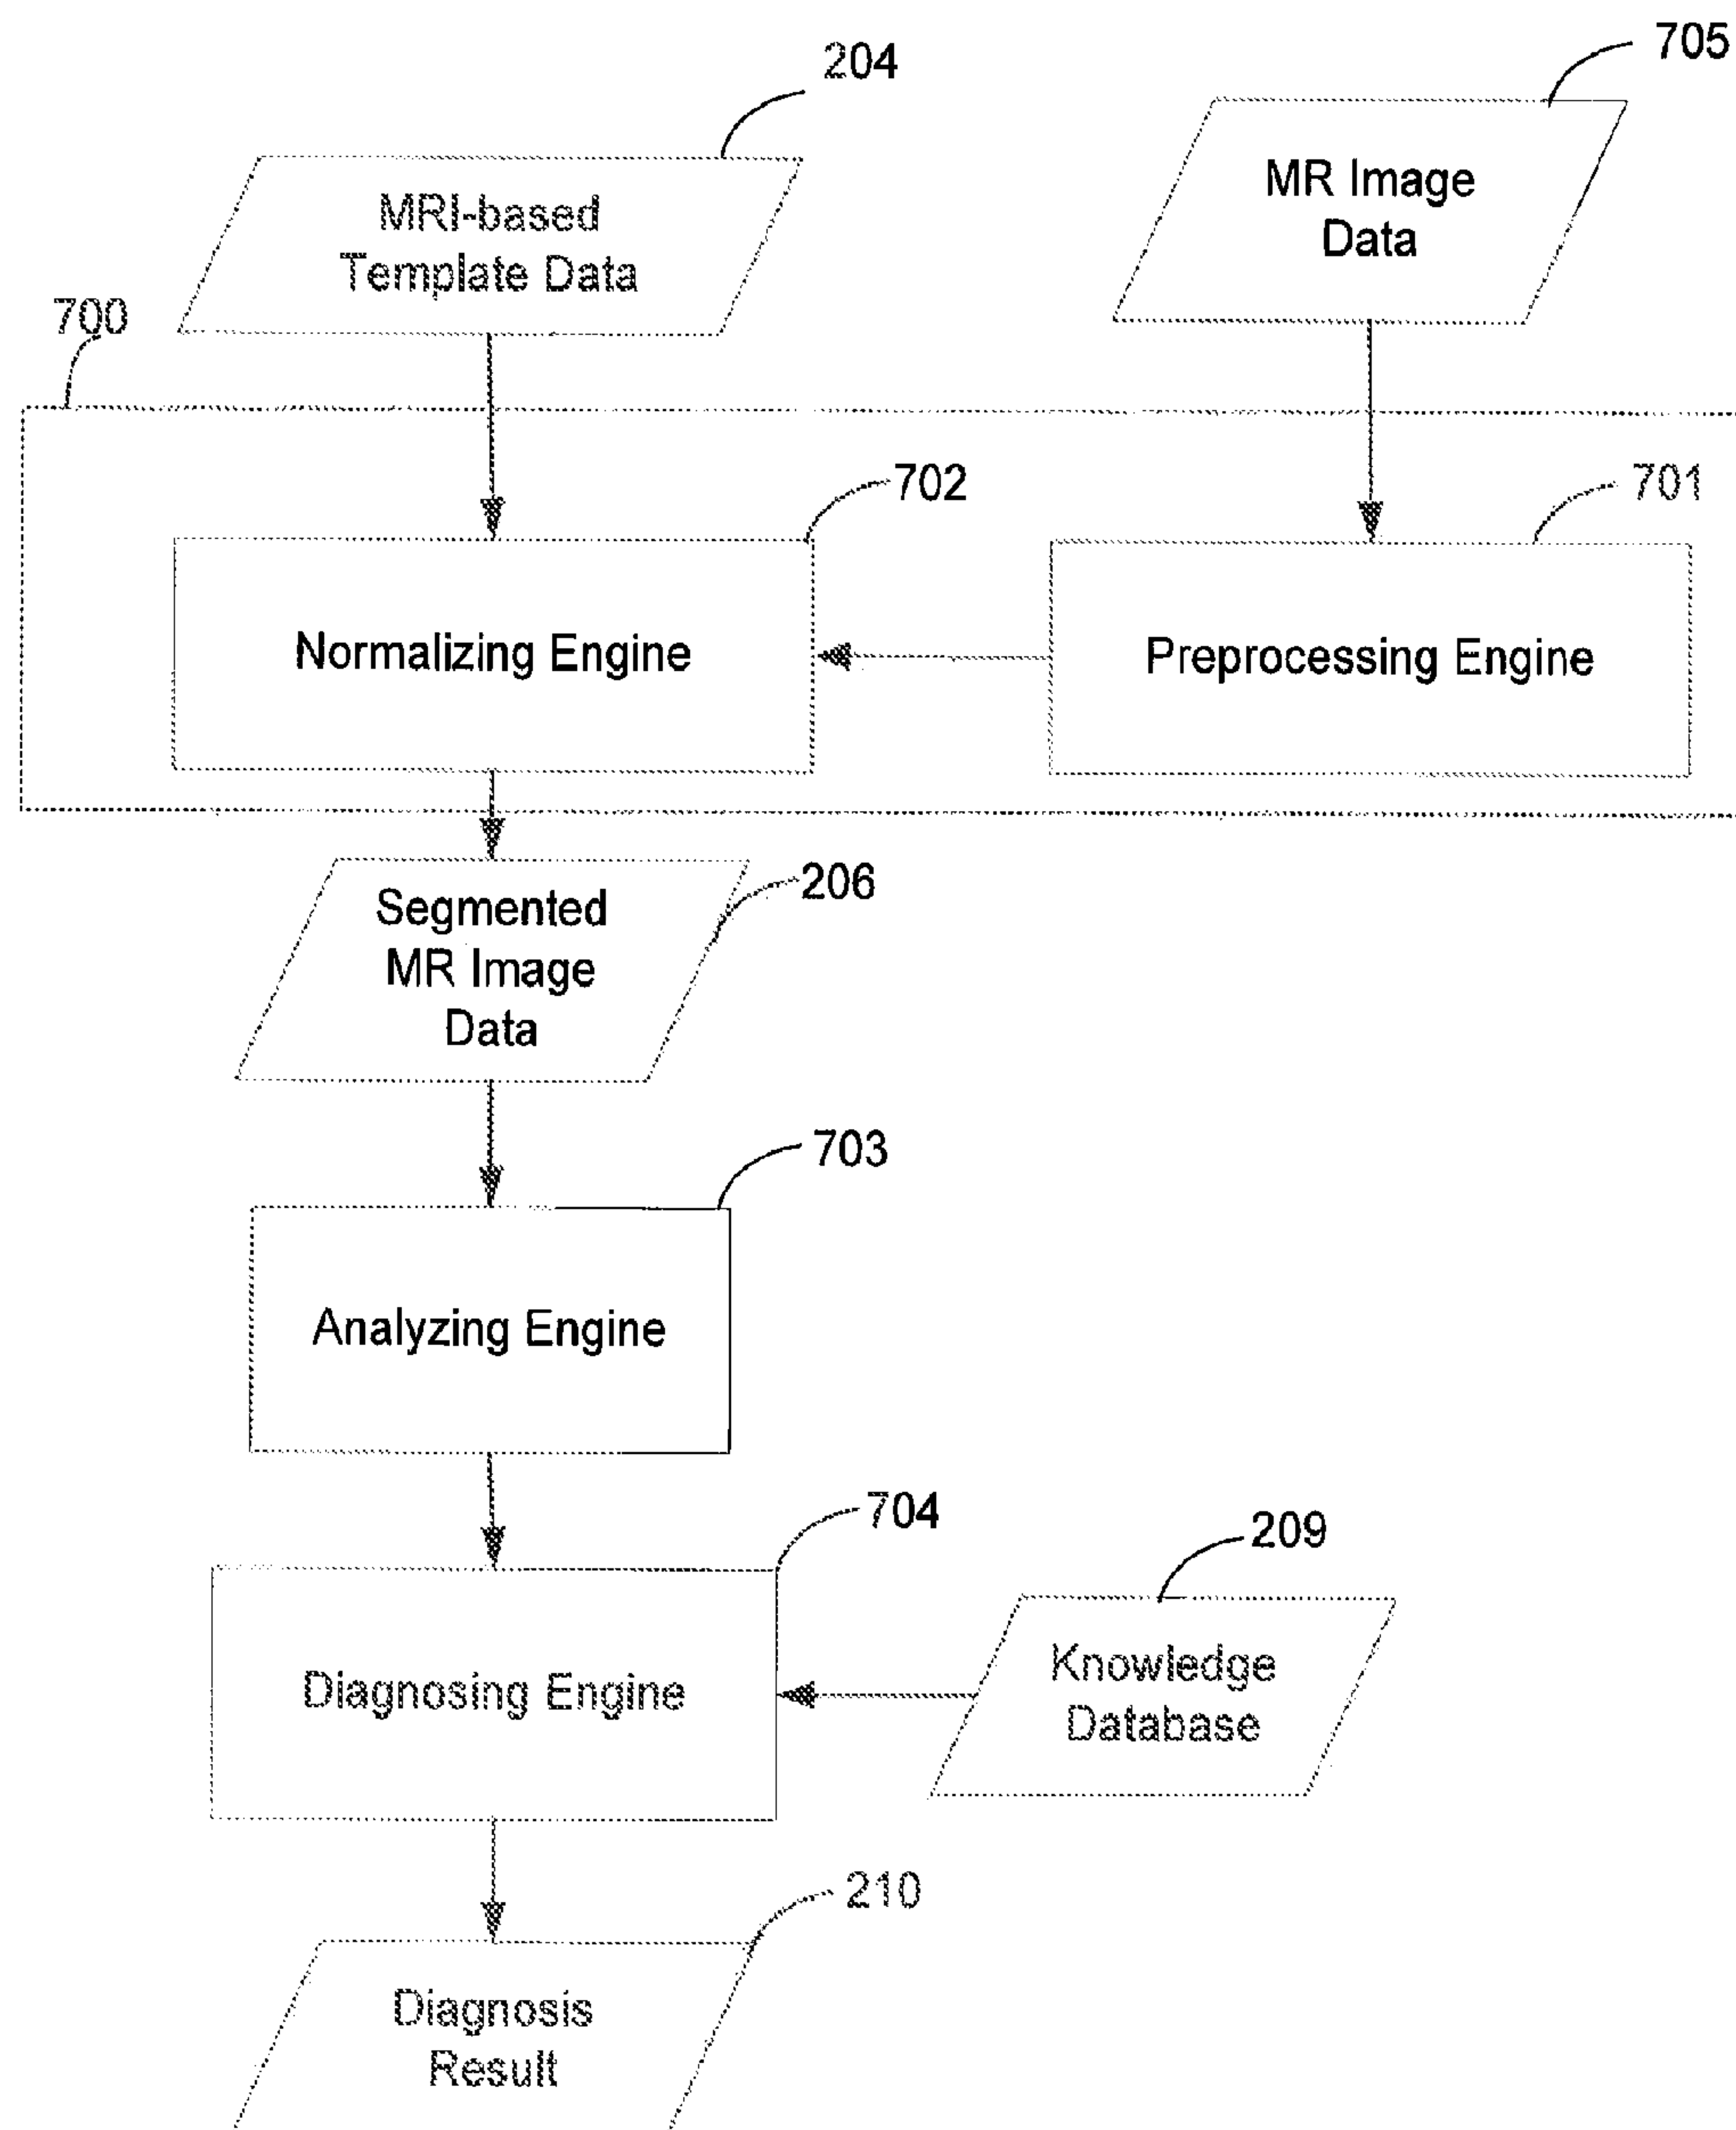 705
204
MR Image
Data
MRI-based
Template Data
700
702
701
Normalizing Engine
Preprocessing Engine
206
Segmented
MR Image
Data
703
Analyzing Engine
704
209
Diagnosing Engine
Knowledge
Database
210
Diagnosis
Result